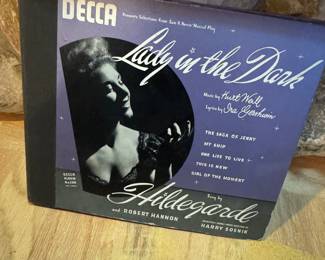 DECCA
Presents Selections from Sam H. Harris' Musical Play
Lady in the Dark
Music by Kurt Weill
Lyrics by Ira Gershwin
THE SAGA OF JENNY
MY SHIP
ONE LIFE TO LIVE
THIS IS NEW
GIRL OF THE MOMENT
Sung by
Hildegarde
and ROBERT HANNON
HARRY SOSNIK
DECCA
ALBUM